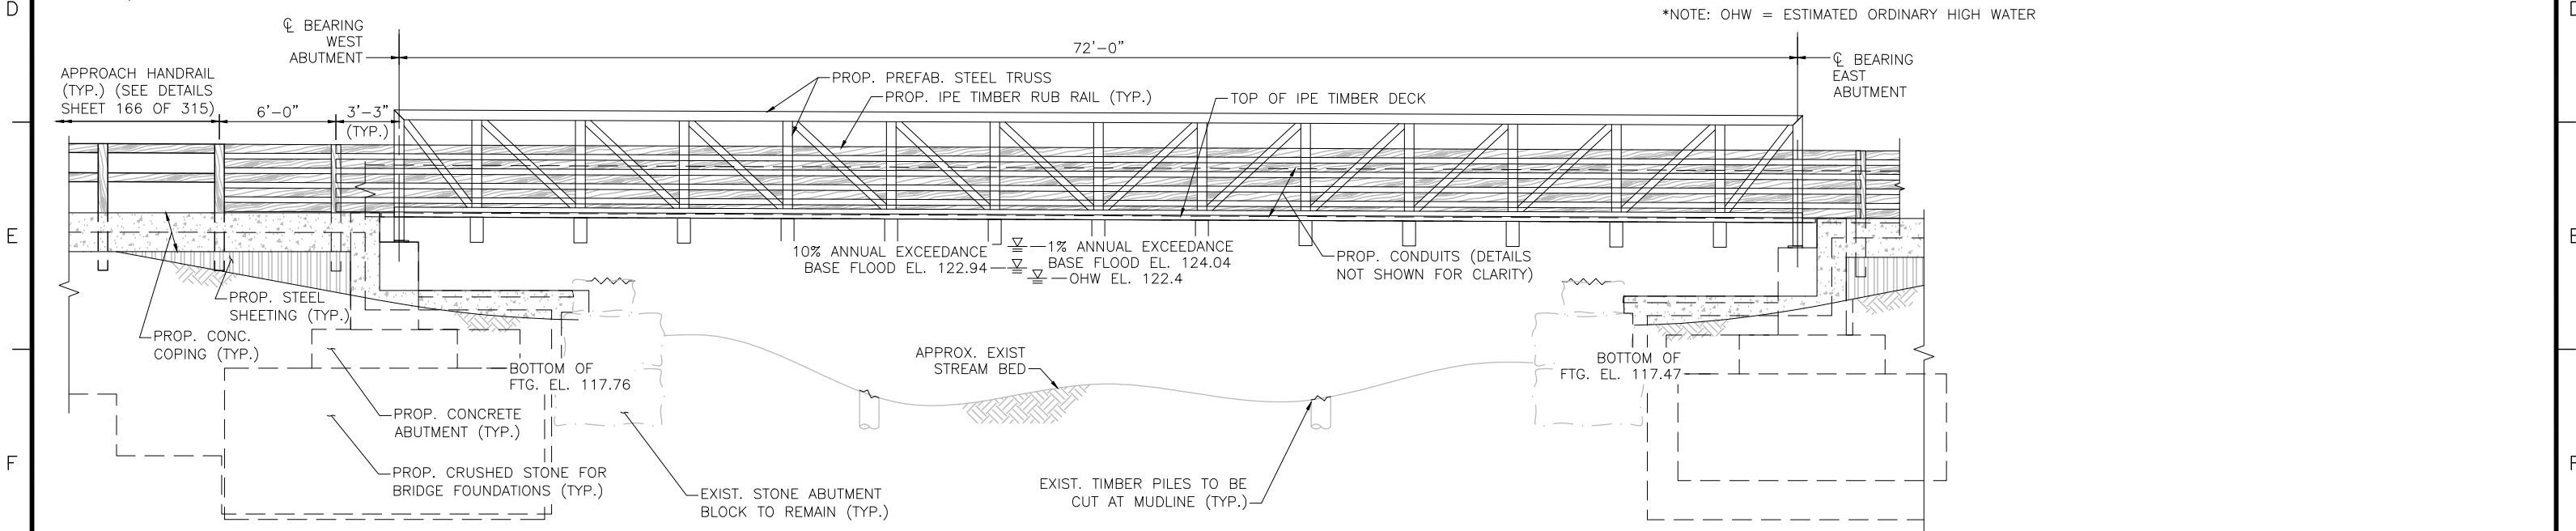 D
*NOTE: OHW = ESTIMATED ORDINARY HIGH WATER
℄ BEARING
WEST
ABUTMENT
72'-0"
℄ BEARING
EAST
ABUTMENT
APPROACH HANDRAIL
(TYP.) (SEE DETAILS
SHEET 166 OF 315)
6'-0"
3'-3"
(TYP.)
PROP. PREFAB. STEEL TRUSS
PROP. IPE TIMBER RUB RAIL (TYP.)
TOP OF IPE TIMBER DECK
E
10% ANNUAL EXCEEDANCE
BASE FLOOD EL. 122.94
1% ANNUAL EXCEEDANCE
BASE FLOOD EL. 124.04
OHW EL. 122.4
PROP. CONDUITS (DETAILS
NOT SHOWN FOR CLARITY)
PROP. STEEL
SHEETING (TYP.)
PROP. CONC.
COPING (TYP.)
BOTTOM OF
FTG. EL. 117.76
APPROX. EXIST
STREAM BED
BOTTOM OF
FTG. EL. 117.47
PROP. CONCRETE
ABUTMENT (TYP.)
F
PROP. CRUSHED STONE FOR
BRIDGE FOUNDATIONS (TYP.)
EXIST. STONE ABUTMENT
BLOCK TO REMAIN (TYP.)
EXIST. TIMBER PILES TO BE
CUT AT MUDLINE (TYP.)